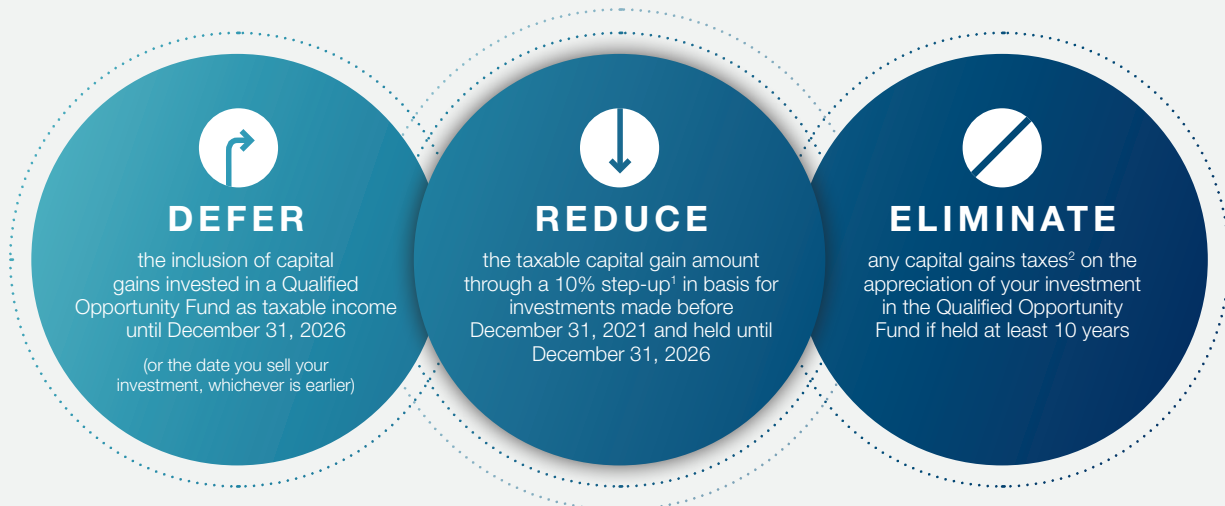 DEFER
the inclusion of capital
gains invested in a Qualified
Opportunity Fund as taxable income
until December 31, 2026
(or the date you sell your
investment, whichever is earlier)
REDUCE
the taxable capital gain amount
through a 10% step-up¹ in basis for
investments made before
December 31, 2021 and held until
December 31, 2026
ELIMINATE
any capital gains taxes² on the
appreciation of your investment
in the Qualified Opportunity
Fund if held at least 10 years